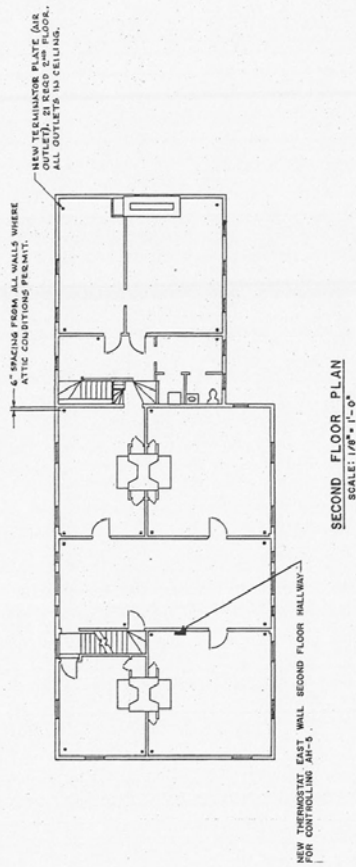 6" SPACING FROM ALL WALLS WHERE
ATTIC CONDITIONS PERMIT.
NEW TERMINATOR PLATE (AIR
OUTLET). 21 REQD 2ND FLOOR.
ALL OUTLETS IN CEILING.
NEW THERMOSTAT EAST WALL SECOND FLOOR HALLWAY
FOR CONTROLLING AH-5.
SECOND FLOOR PLAN
SCALE: 1/8" = 1'-0"